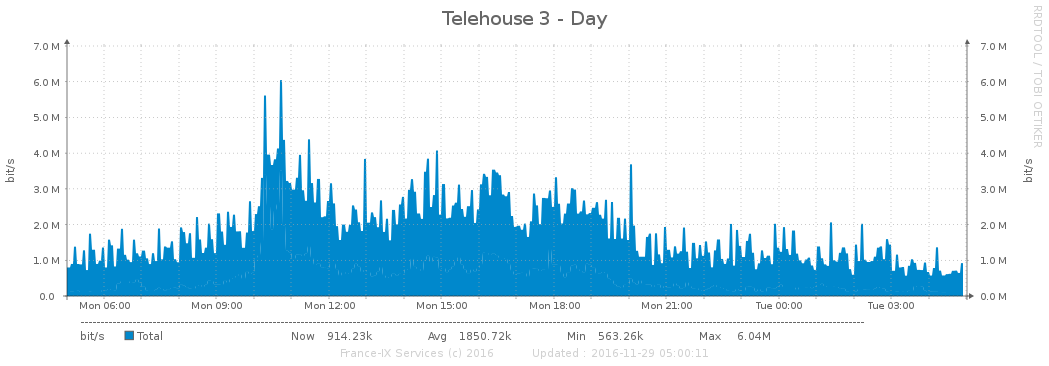 Telehouse 3 - Day
RRDTOOL / TOBI OETIKER
7.0 M 7.0 M
6.0 M 6.0 M
5.0 M 5.0 M
4.0 M 4.0 M
3.0 M 3.0 M
2.0 M 2.0 M
1.0 M 1.0 M
0.0 0.0 M
bit/s bit/s
Mon 06:00 Mon 09:00 Mon 12:00 Mon 15:00 Mon 18:00 Mon 21:00 Tue 00:00 Tue 03:00
bit/s Total Now 914.23k Avg 1850.72k Min 563.26k Max 6.04M
France-IX Services (c) 2016 Updated : 2016-11-29 05:00:11